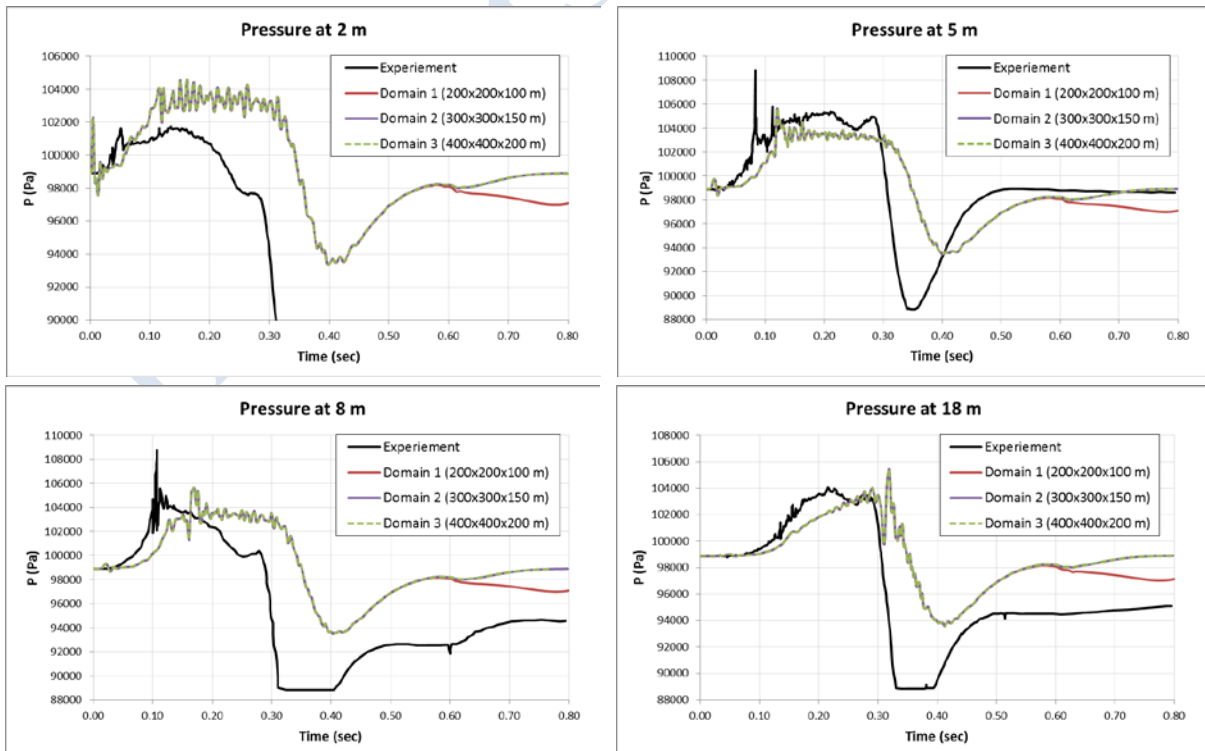 Pressure at 2 m
106000
104000
102000
100000
98000
96000
94000
92000
90000
P (Pa)
Experiement
Domain 1 (200x200x100 m)
Domain 2 (300x300x150 m)
Domain 3 (400x400x200 m)
0.00 0.10 0.20 0.30 0.40 0.50 0.60 0.70 0.80
Time (sec)
Pressure at 5 m
110000
108000
106000
104000
102000
100000
98000
96000
94000
92000
90000
88000
P (Pa)
Experiement
Domain 1 (200x200x100 m)
Domain 2 (300x300x150 m)
Domain 3 (400x400x200 m)
0.00 0.10 0.20 0.30 0.40 0.50 0.60 0.70 0.80
Time (sec)
Pressure at 8 m
110000
108000
106000
104000
102000
100000
98000
96000
94000
92000
90000
88000
P (Pa)
Experiement
Domain 1 (200x200x100 m)
Domain 2 (300x300x150 m)
Domain 3 (400x400x200 m)
0.00 0.10 0.20 0.30 0.40 0.50 0.60 0.70 0.80
Time (sec)
Pressure at 18 m
108000
106000
104000
102000
100000
98000
96000
94000
92000
90000
88000
P (Pa)
Experiement
Domain 1 (200x200x100 m)
Domain 2 (300x300x150 m)
Domain 3 (400x400x200 m)
0.00 0.10 0.20 0.30 0.40 0.50 0.60 0.70 0.80
Time (sec)